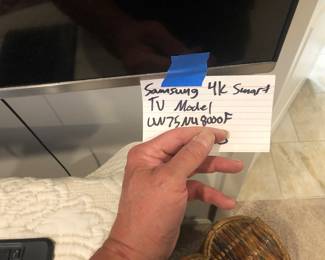 Samsung 4K Smart
TV Model
UN75NU8000F